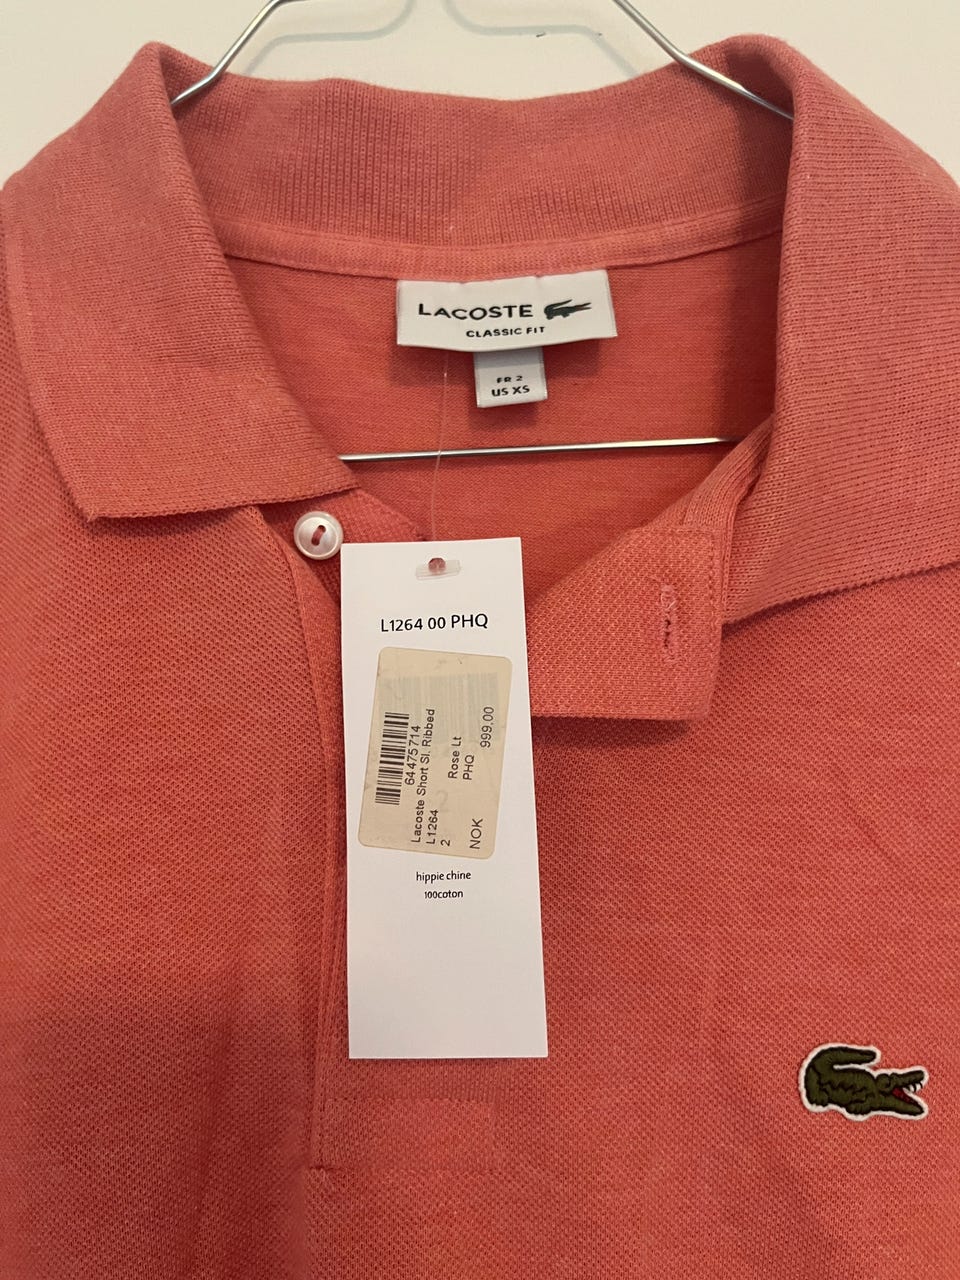 LACOSTE
CLASSIC FIT
FR 2
US XS
L1264 00 PHQ
64475714
Lacoste Short Sl. Ribbed
L1264
2
Rose Lt
PHQ
NOK
999.00
hippie chine
100coton